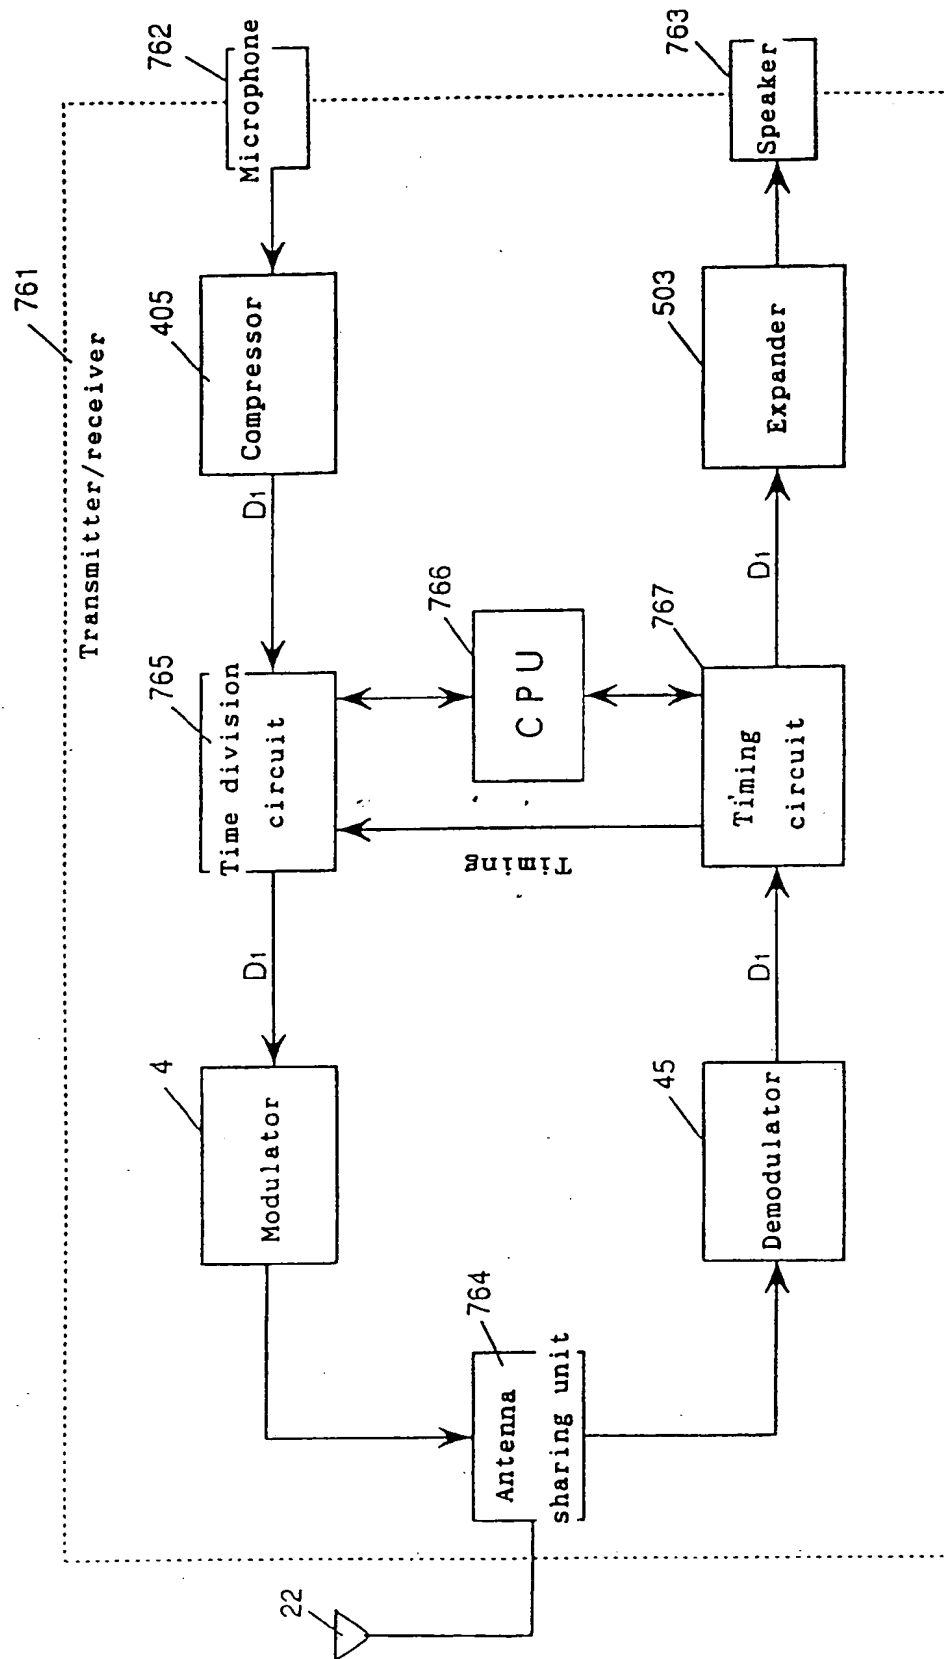 761
Transmitter/receiver
762
Microphone
405
Compressor
D1
765
Time division
circuit
D1
4
Modulator
22
764
Antenna
sharing unit
766
CPU
Timing
763
Speaker
503
Expander
D1
767
Timing
circuit
D1
45
Demodulator